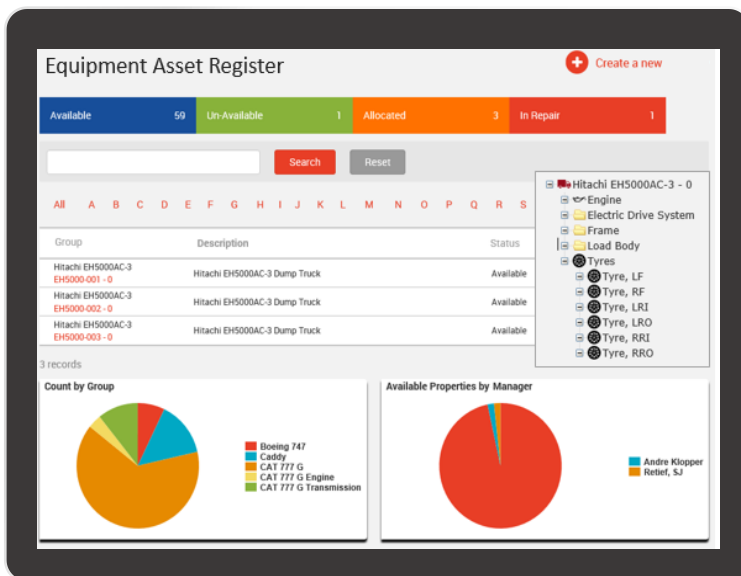 Equipment Asset Register
Create a new
Available 59 Un-Available 1 Allocated 3 In Repair 1
Search Reset
All A B C D E F G H I J K L M N O P Q R S
Group Description Status
Hitachi EH5000AC-3
EH5000-001 - 0
Hitachi EH5000AC-3 Dump Truck Available
Hitachi EH5000AC-3
EH5000-002 - 0
Hitachi EH5000AC-3 Dump Truck Available
Hitachi EH5000AC-3
EH5000-003 - 0
Hitachi EH5000AC-3 Dump Truck Available
3 records
Hitachi EH5000AC-3 - 0
Engine
Electric Drive System
Frame
Load Body
Tyres
Tyre, LF
Tyre, RF
Tyre, LRI
Tyre, LRO
Tyre, RRI
Tyre, RRO
Count by Group
Boeing 747
Caddy
CAT 777 G
CAT 777 G Engine
CAT 777 G Transmission
Available Properties by Manager
Andre Klopper
Retief, SJ